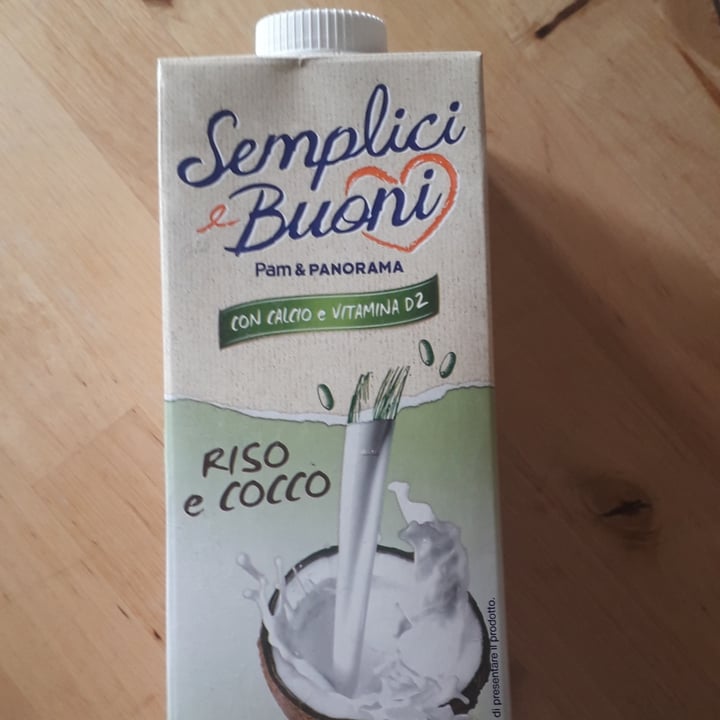 Semplici
e Buoni
Pam & PANORAMA
CON CALCIO e VITAMINA D2
RISO
e COCCO
di presentare il prodotto.